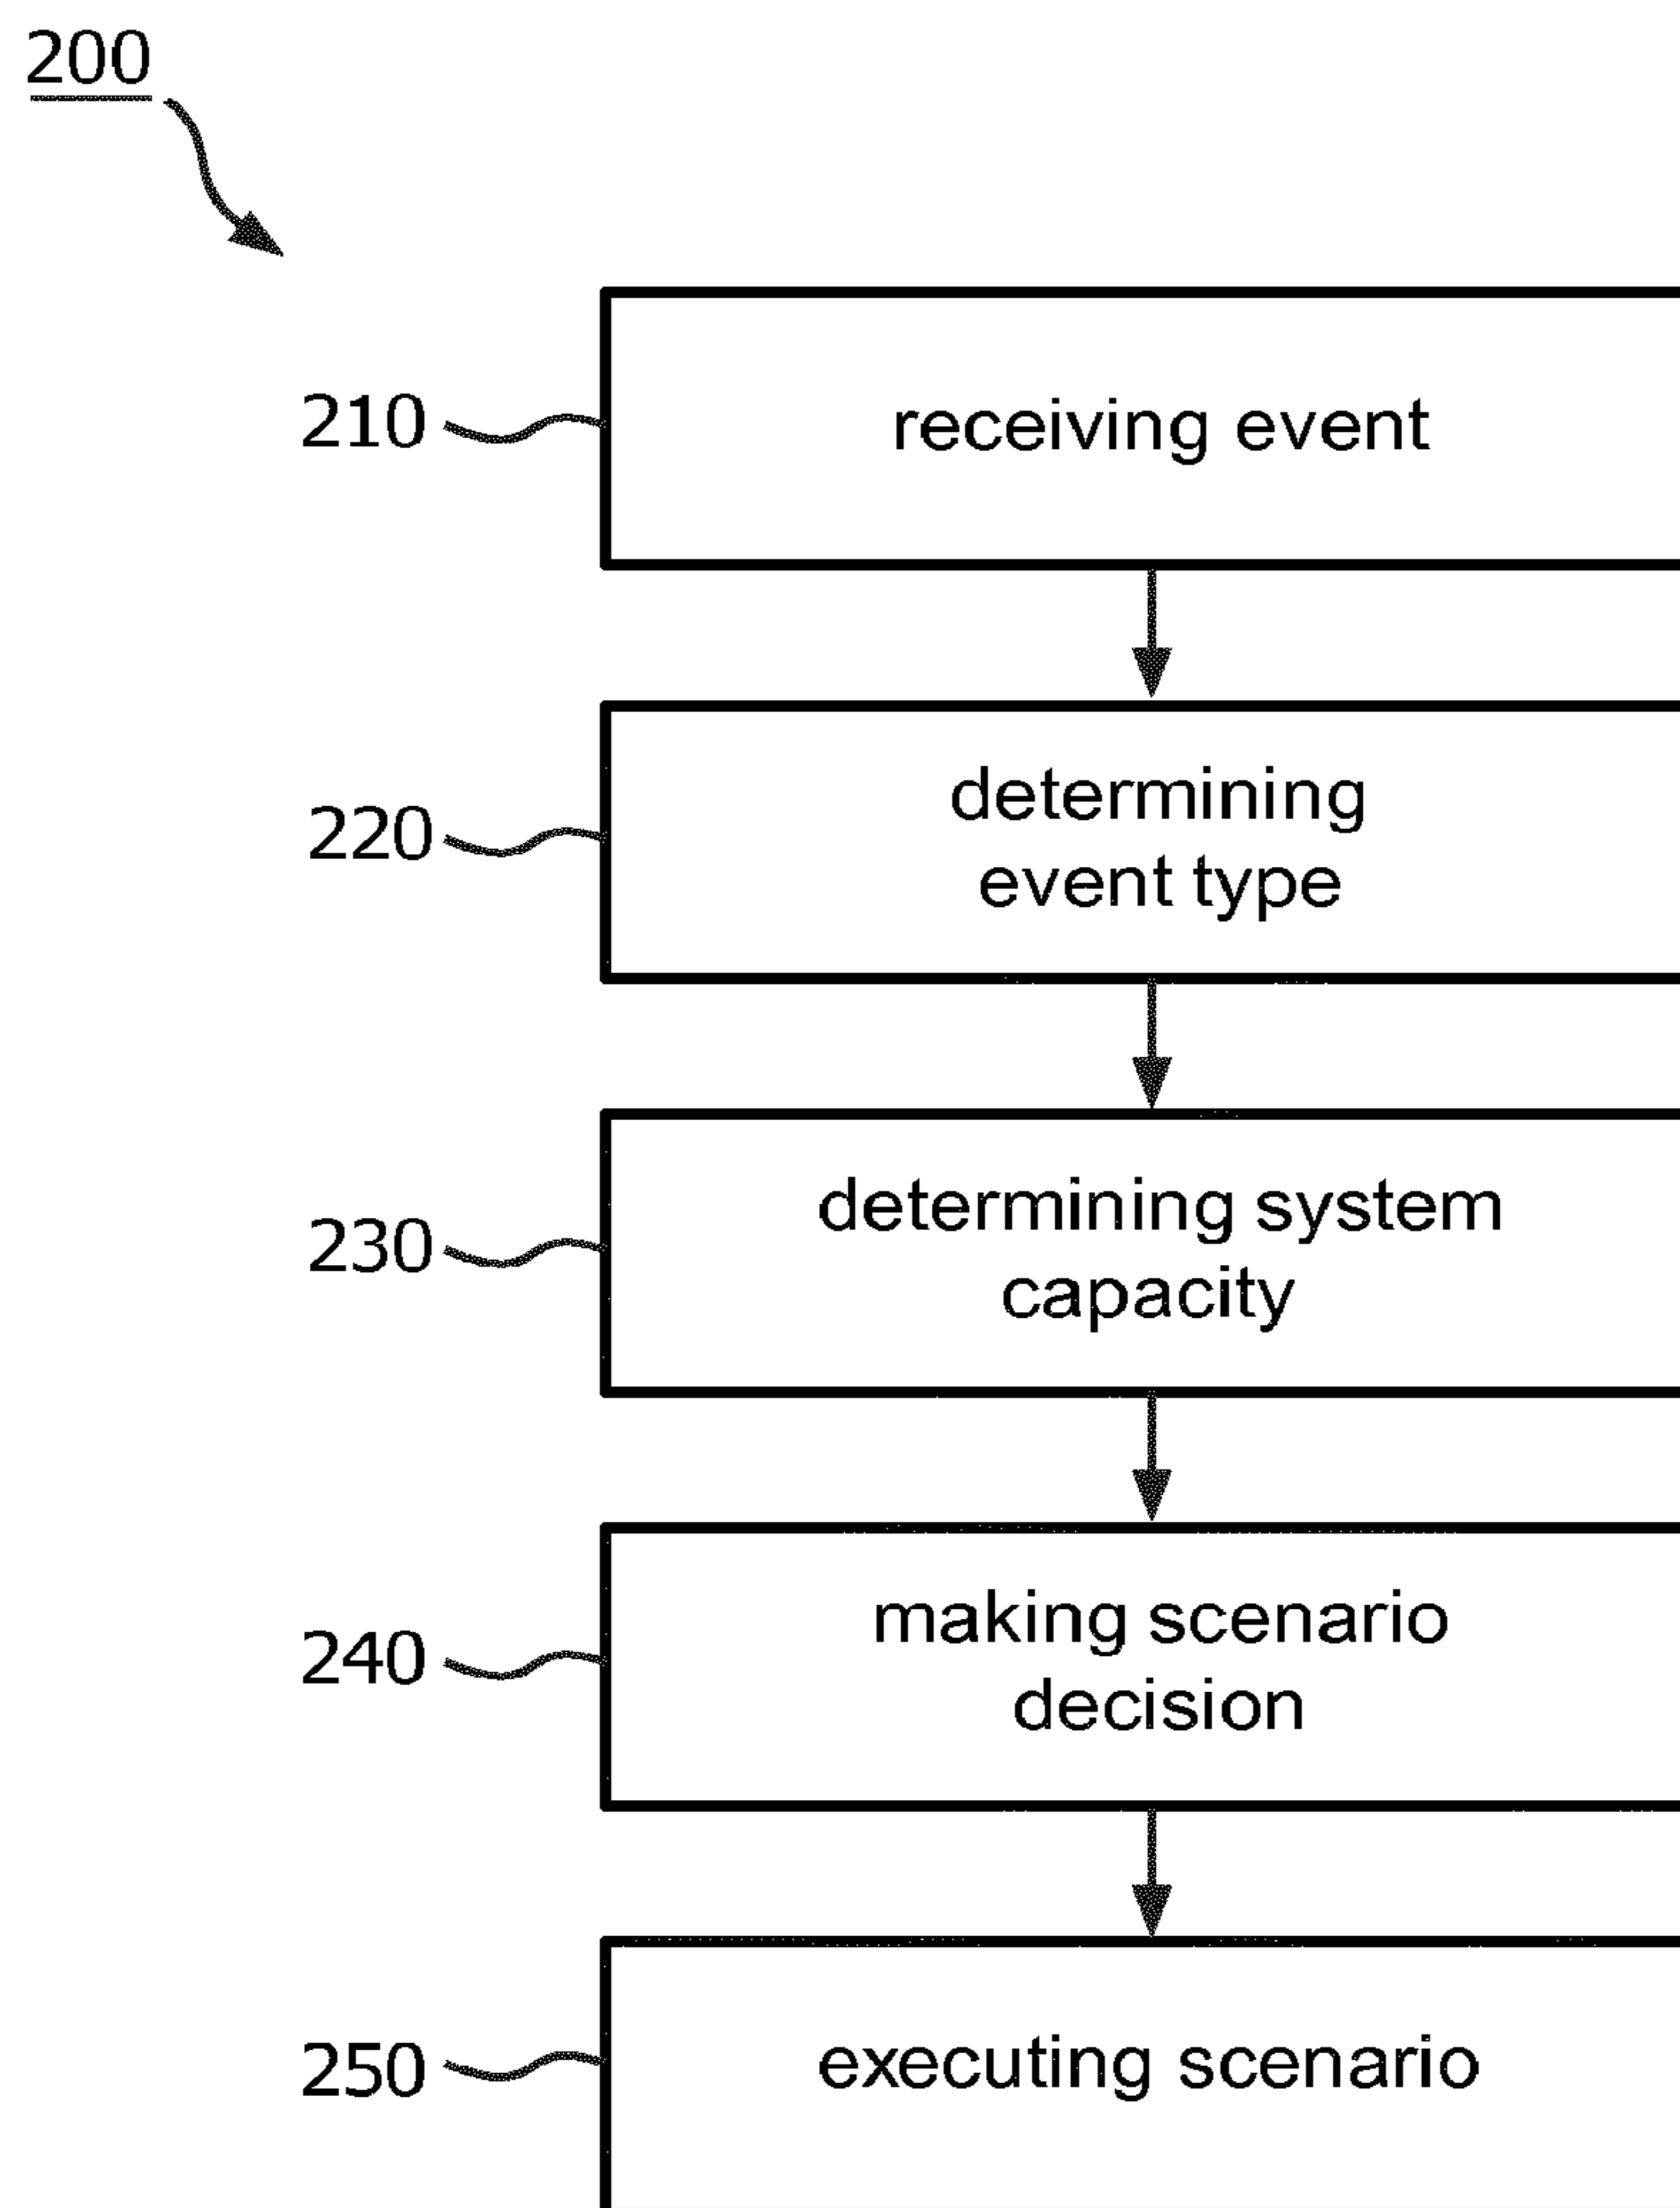 200
210
receiving event
220
determining
event type
230
determining system
capacity
240
making scenario
decision
250
executing scenario